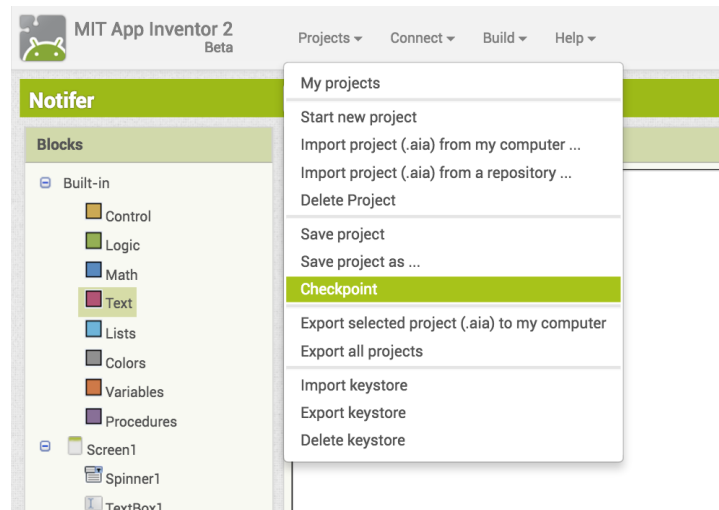 MIT App Inventor 2
Beta
Projects Connect Build Help
Notifer
Blocks
Built-in
Control
Logic
Math
Text
Lists
Colors
Variables
Procedures
Screen1
Spinner1
TextBox1
My projects
Start new project
Import project (.aia) from my computer ...
Import project (.aia) from a repository ...
Delete Project
Save project
Save project as ...
Checkpoint
Export selected project (.aia) to my computer
Export all projects
Import keystore
Export keystore
Delete keystore